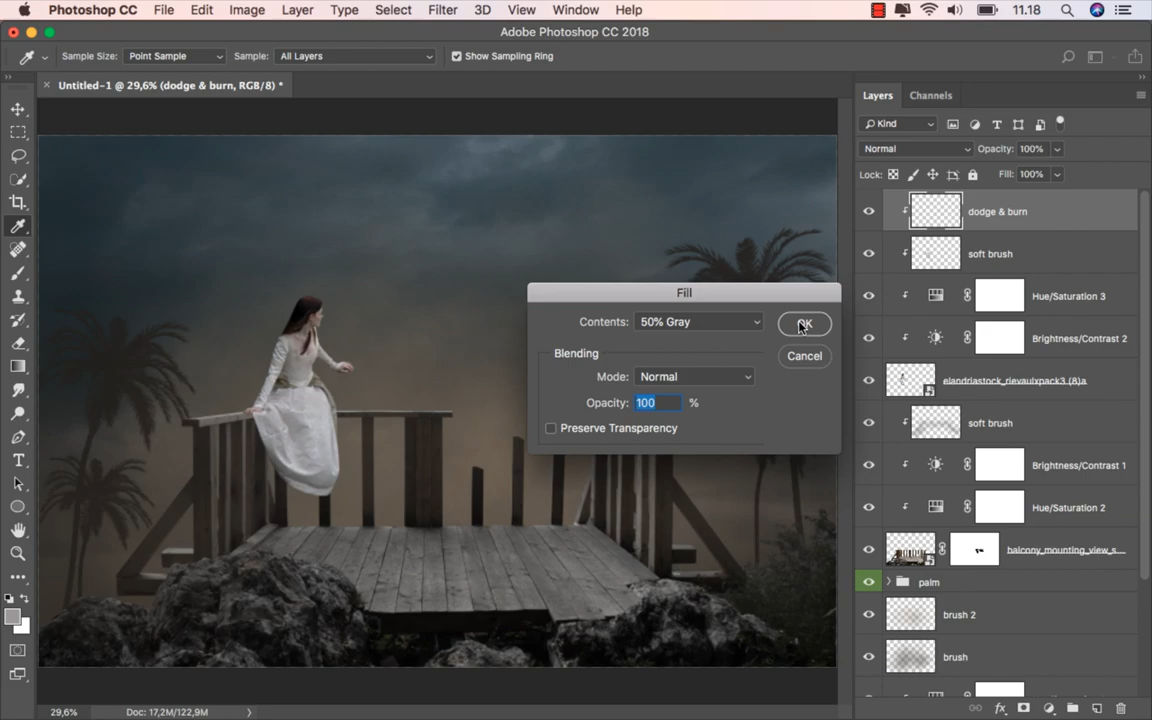 Photoshop CC File Edit Image Layer Type Select Filter 3D View Window Help 11.18
Adobe Photoshop CC 2018
Sample Size: Point Sample Sample: All Layers Show Sampling Ring
× Untitled-1 @ 29,6% (dodge & burn, RGB/8) *
Layers Channels
Kind
Normal Opacity: 100%
Lock: Fill: 100%
dodge & burn
soft brush
Hue/Saturation 3
Brightness/Contrast 2
elandriastock_rievaulxpack3 (8)a
soft brush
Brightness/Contrast 1
Hue/Saturation 2
balcony_mounting_view_s...
palm
brush 2
brush
Fill
Contents: 50% Gray OK
Blending Cancel
Mode: Normal
Opacity: 100 %
Preserve Transparency
29,6% Doc: 17,2M/122,9M